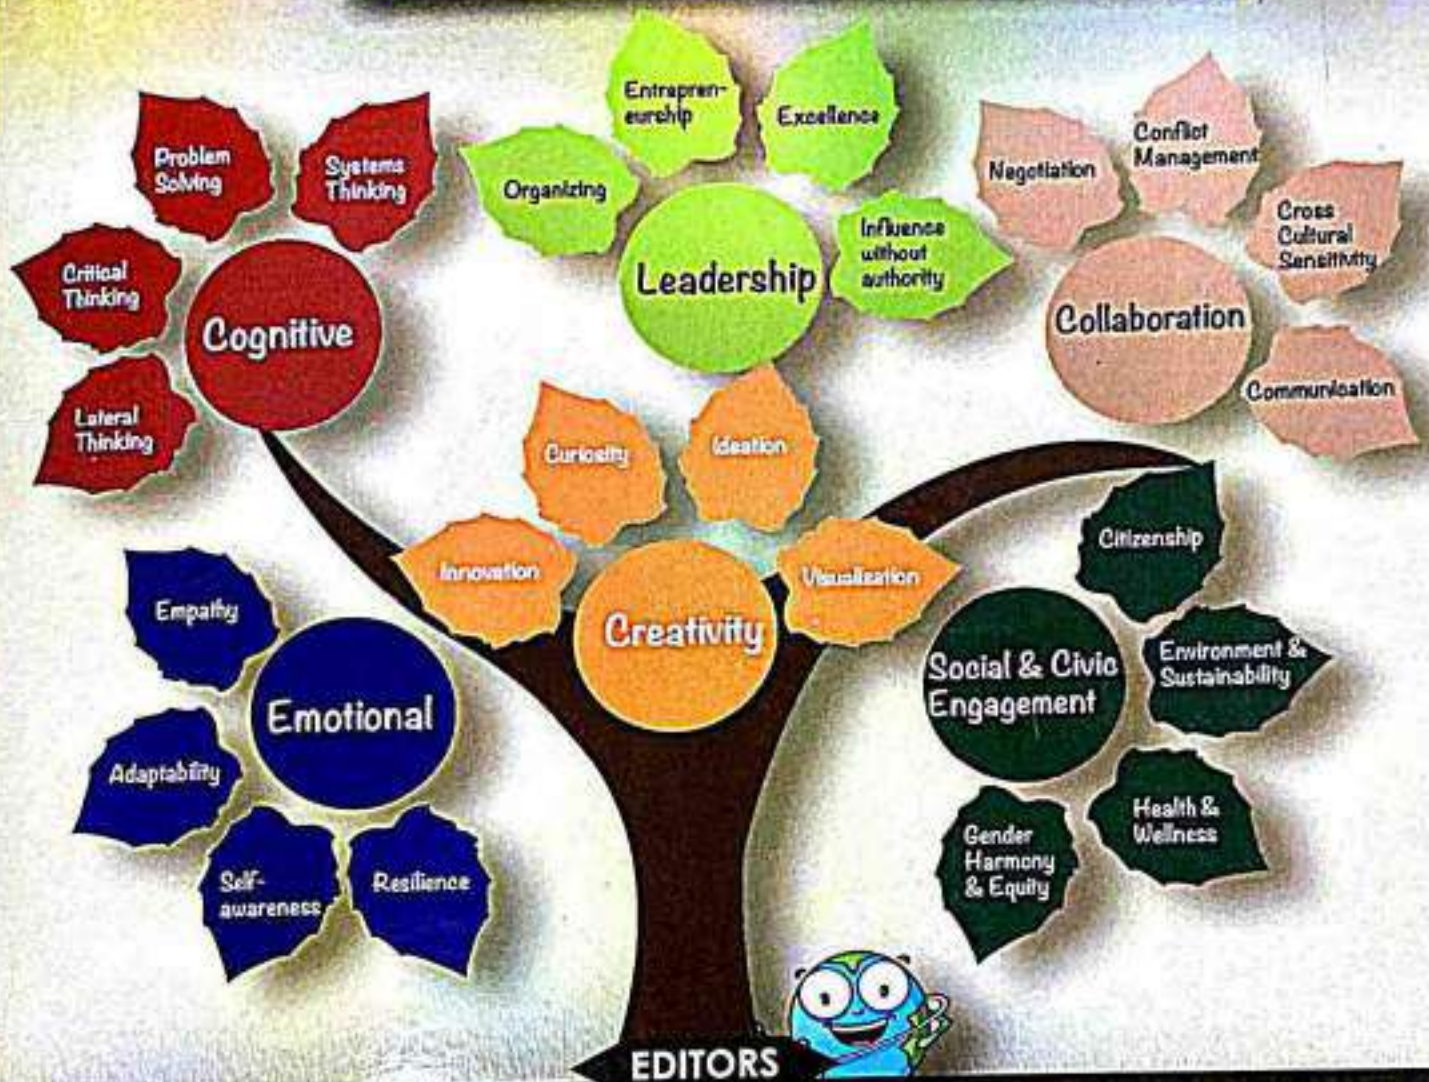 Problem
Solving
Systems
Thinking
Critical
Thinking
Lateral
Thinking
Cognitive
Entrepren-
eurship
Excellence
Organizing
Influence
without
authority
Leadership
Negotiation
Conflict
Management
Cross
Cultural
Sensitivity
Communication
Collaboration
Curiosity
Ideation
Innovation
Visualization
Creativity
Empathy
Adaptability
Self-
awareness
Resilience
Emotional
Citizenship
Environment &
Sustainability
Health &
Wellness
Gender
Harmony
& Equity
Social & Civic
Engagement
EDITORS